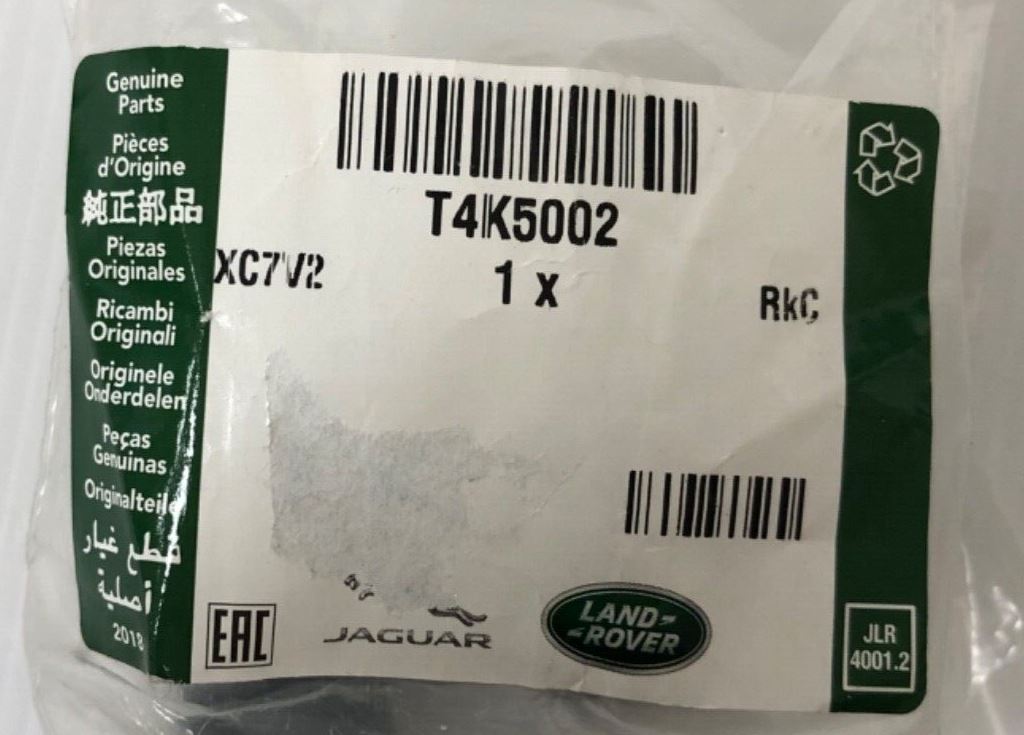 Genuine
Parts
Pièces
d'Origine
純正部品
Piezas
Originales
Ricambi
Originali
Originele
Onderdelen
Peças
Genuínas
Originalteile
قطع غيار
أصلية
2018
T4K5002
XC7V2
1 x
RkC
EAC
JAGUAR
LAND-
-ROVER
JLR
4001.2